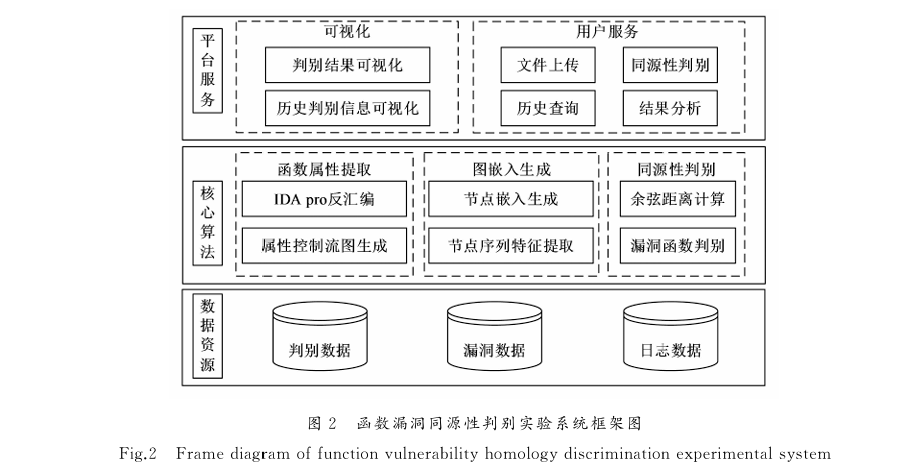 平台服务
可视化
判别结果可视化
历史判别信息可视化
用户服务
文件上传
同源性判别
历史查询
结果分析
核心算法
函数属性提取
IDA pro反汇编
属性控制流图生成
图嵌入生成
节点嵌入生成
节点序列特征提取
同源性判别
余弦距离计算
漏洞函数判别
数据资源
判别数据
漏洞数据
日志数据
图 2 函数漏洞同源性判别实验系统框架图
Fig.2 Frame diagram of function vulnerability homology discrimination experimental system